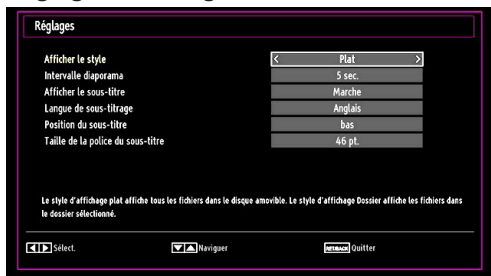 Réglages
Afficher le style < Plat >
Intervalle diaporama 5 sec.
Afficher le sous-titre Marche
Langue de sous-titrage Anglais
Position du sous-titre bas
Taille de la police du sous-titre 46 pt.
Le style d'affichage plat affiche tous les fichiers dans le disque amovible. Le style d'affichage Dossier affiche les fichiers dans
le dossier sélectionné.
Sélect. Naviguer RET/BACK Quitter